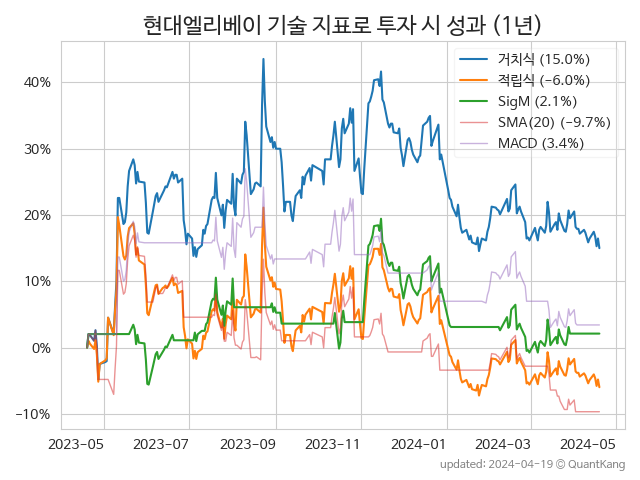 현대엘리베이 기술 지표로 투자 시 성과 (1년)
거치식 (15.0%)
적립식 (−6.0%)
SigM (2.1%)
SMA(20) (−9.7%)
MACD (3.4%)
40%
30%
20%
10%
0%
−10%
2023-05 2023-07 2023-09 2023-11 2024-01 2024-03 2024-05
updated: 2024-04-19 © QuantKang